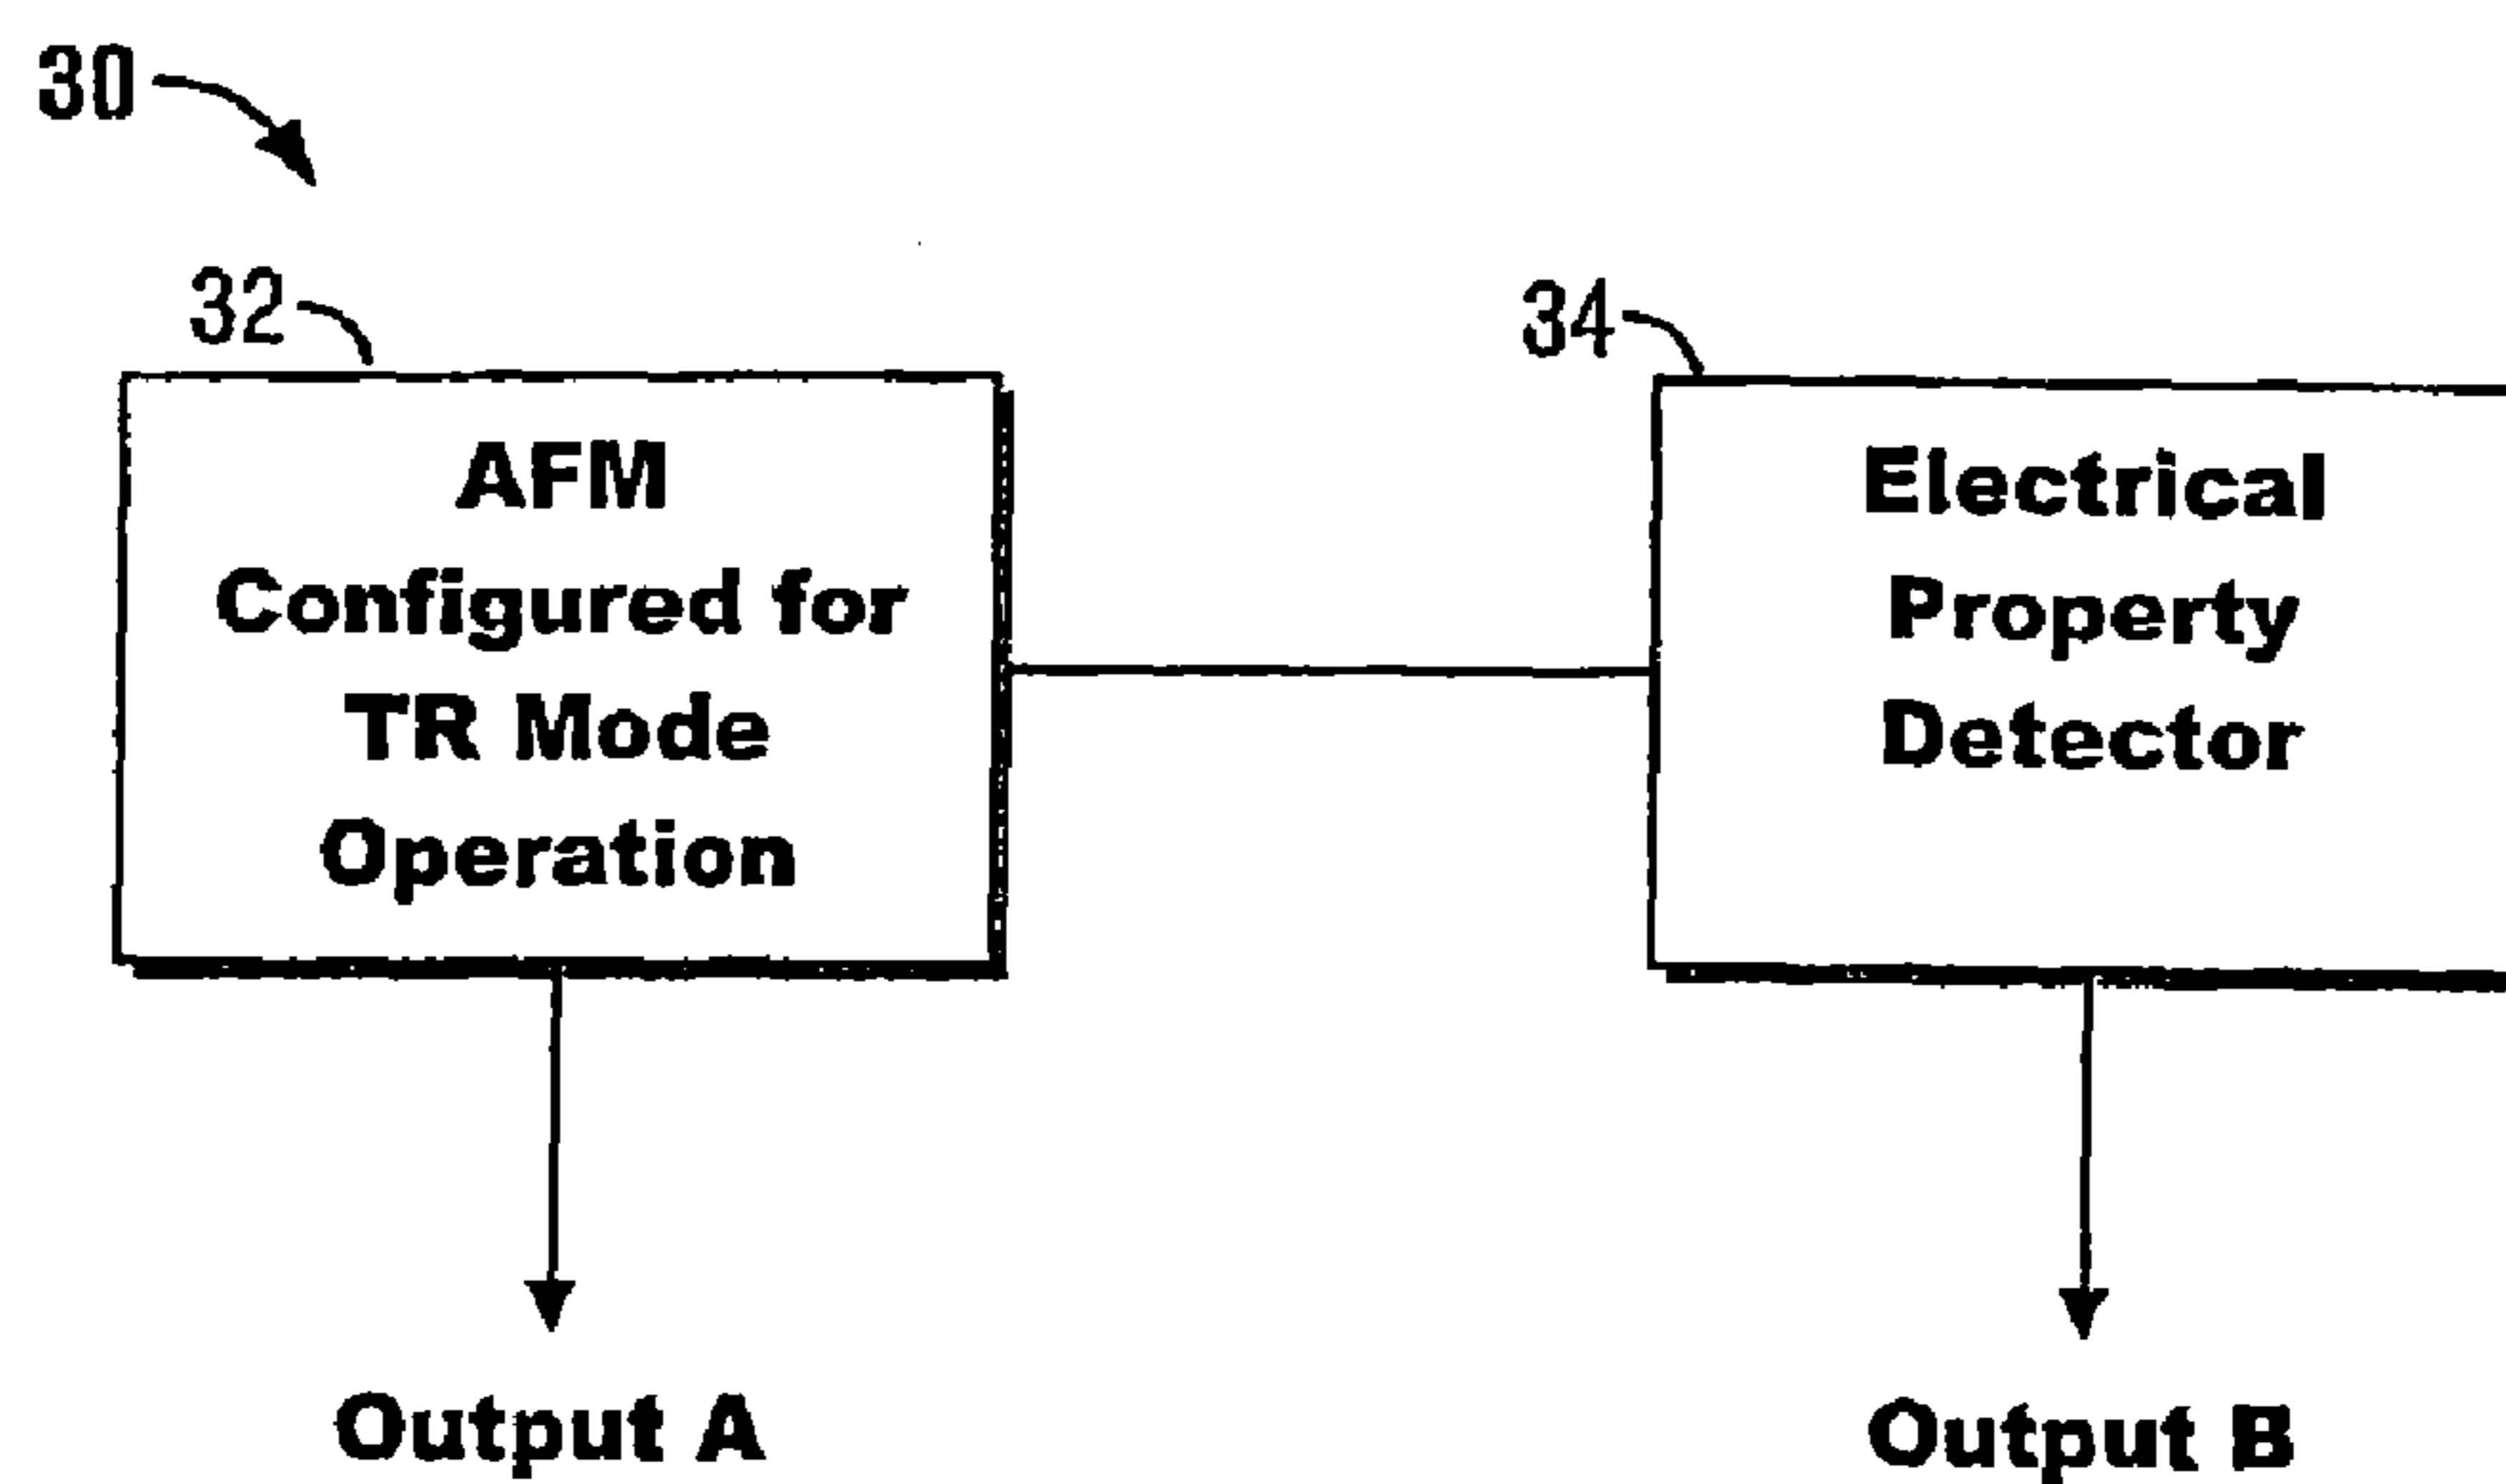 30
32
34
AFM
Configured for
TR Mode
Operation
Electrical
Property
Detector
Output A
Output B